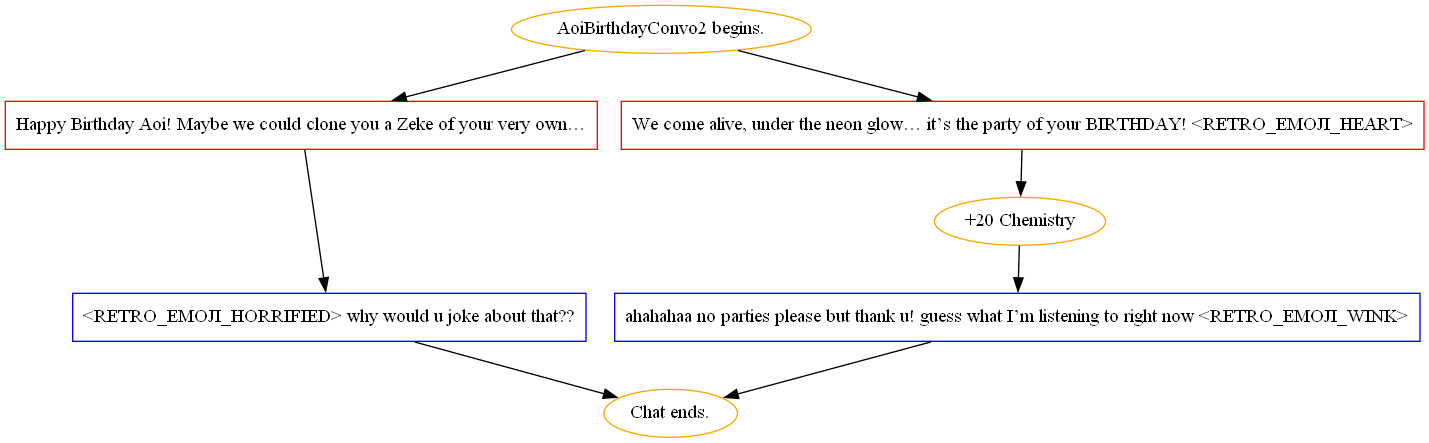 AoiBirthdayConvo2 begins.
Happy Birthday Aoi! Maybe we could clone you a Zeke of your very own…
We come alive, under the neon glow… it’s the party of your BIRTHDAY! <RETRO_EMOJI_HEART>
+20 Chemistry
<RETRO_EMOJI_HORRIFIED> why would u joke about that??
ahahahaa no parties please but thank u! guess what I’m listening to right now <RETRO_EMOJI_WINK>
Chat ends.